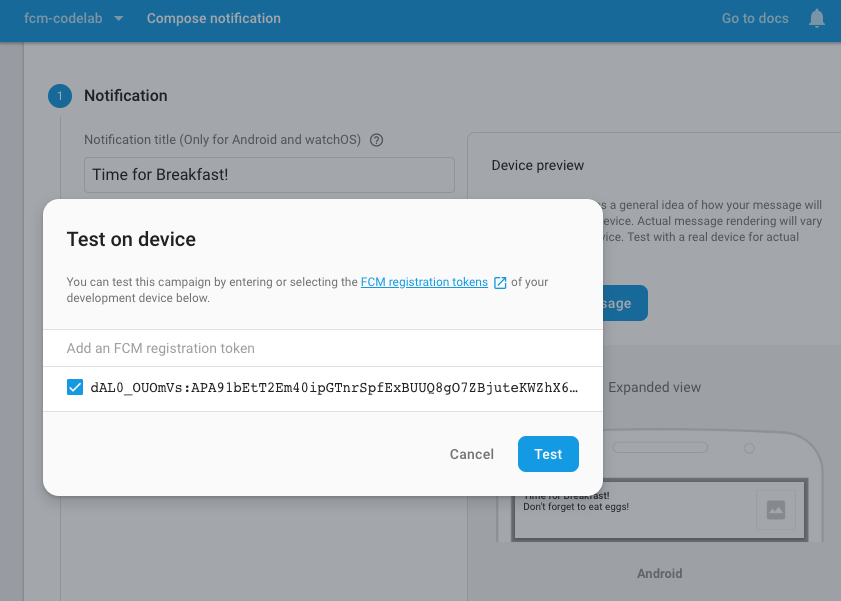 fcm-codelab
Compose notification
Go to docs
1
Notification
Notification title (Only for Android and watchOS)
?
Time for Breakfast!
Device preview
s a general idea of how your message will
evice. Actual message rendering will vary
vice. Test with a real device for actual
sage
Test on device
You can test this campaign by entering or selecting the FCM registration tokens of your
development device below.
Add an FCM registration token
dAL0_OUOmVs:APA91bEtT2Em40ipGTnrSpfExBUUQ8gO7ZBjuteKWZhX6…
Cancel
Test
Expanded view
Time for Breakfast!
Don't forget to eat eggs!
Android